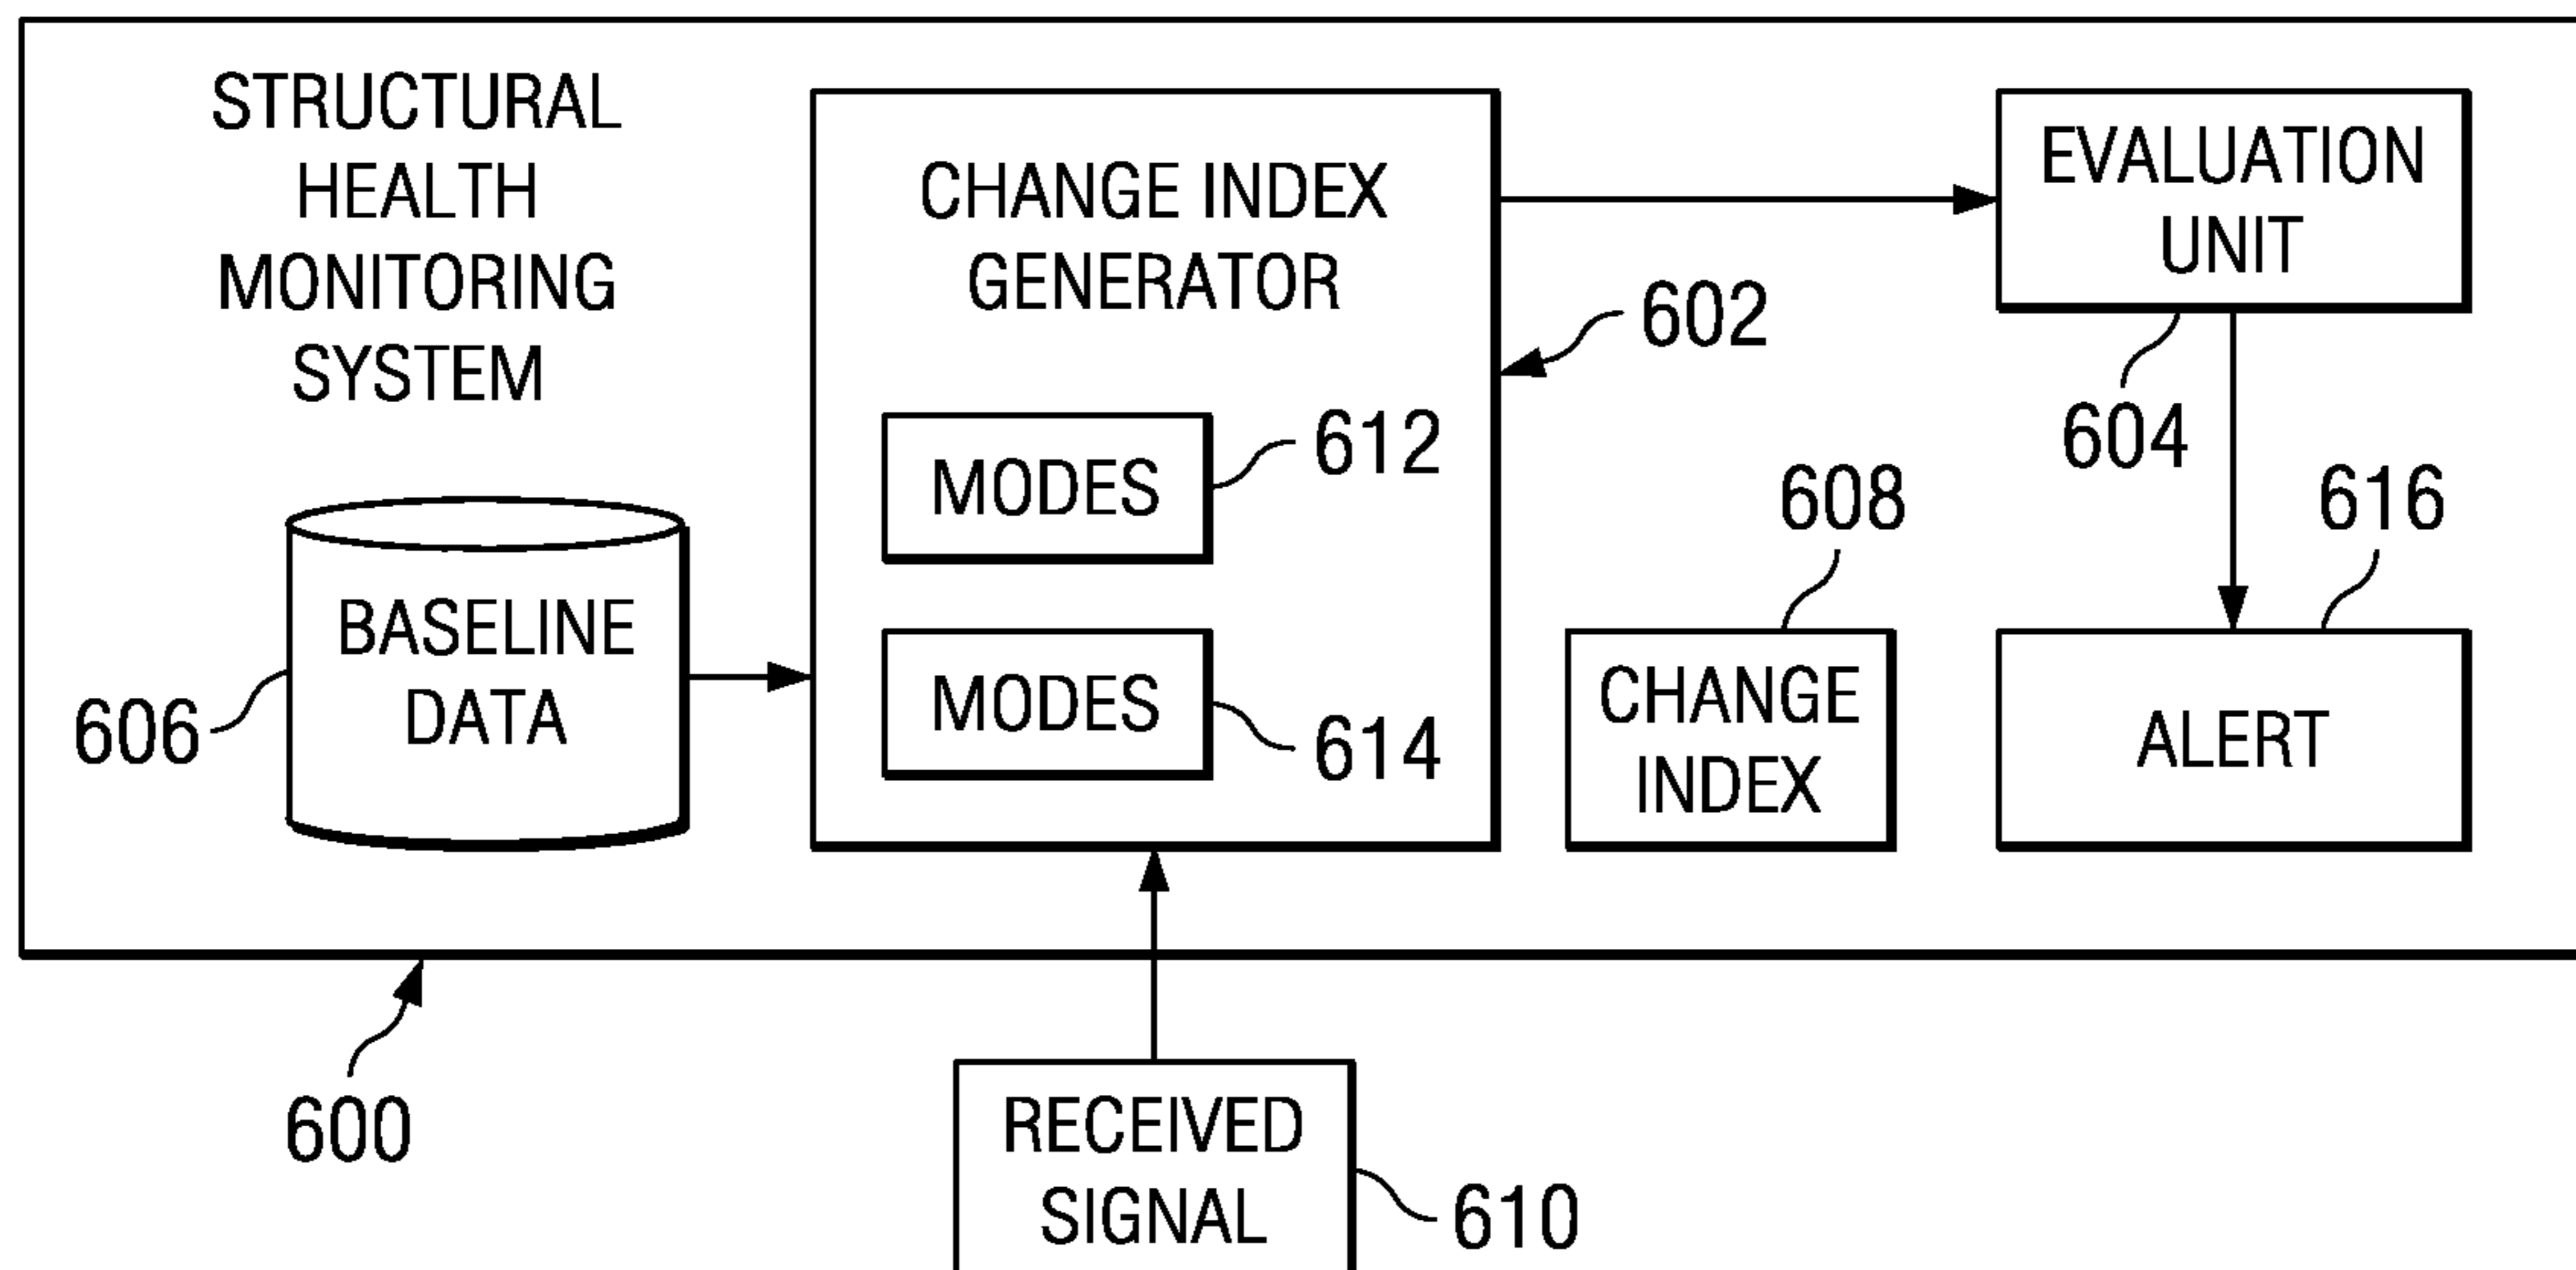 STRUCTURAL
HEALTH
MONITORING
SYSTEM
CHANGE INDEX
GENERATOR
EVALUATION
UNIT
602
604
612
MODES
608
616
BASELINE
DATA
606
MODES
614
CHANGE
INDEX
ALERT
600
RECEIVED
SIGNAL
610